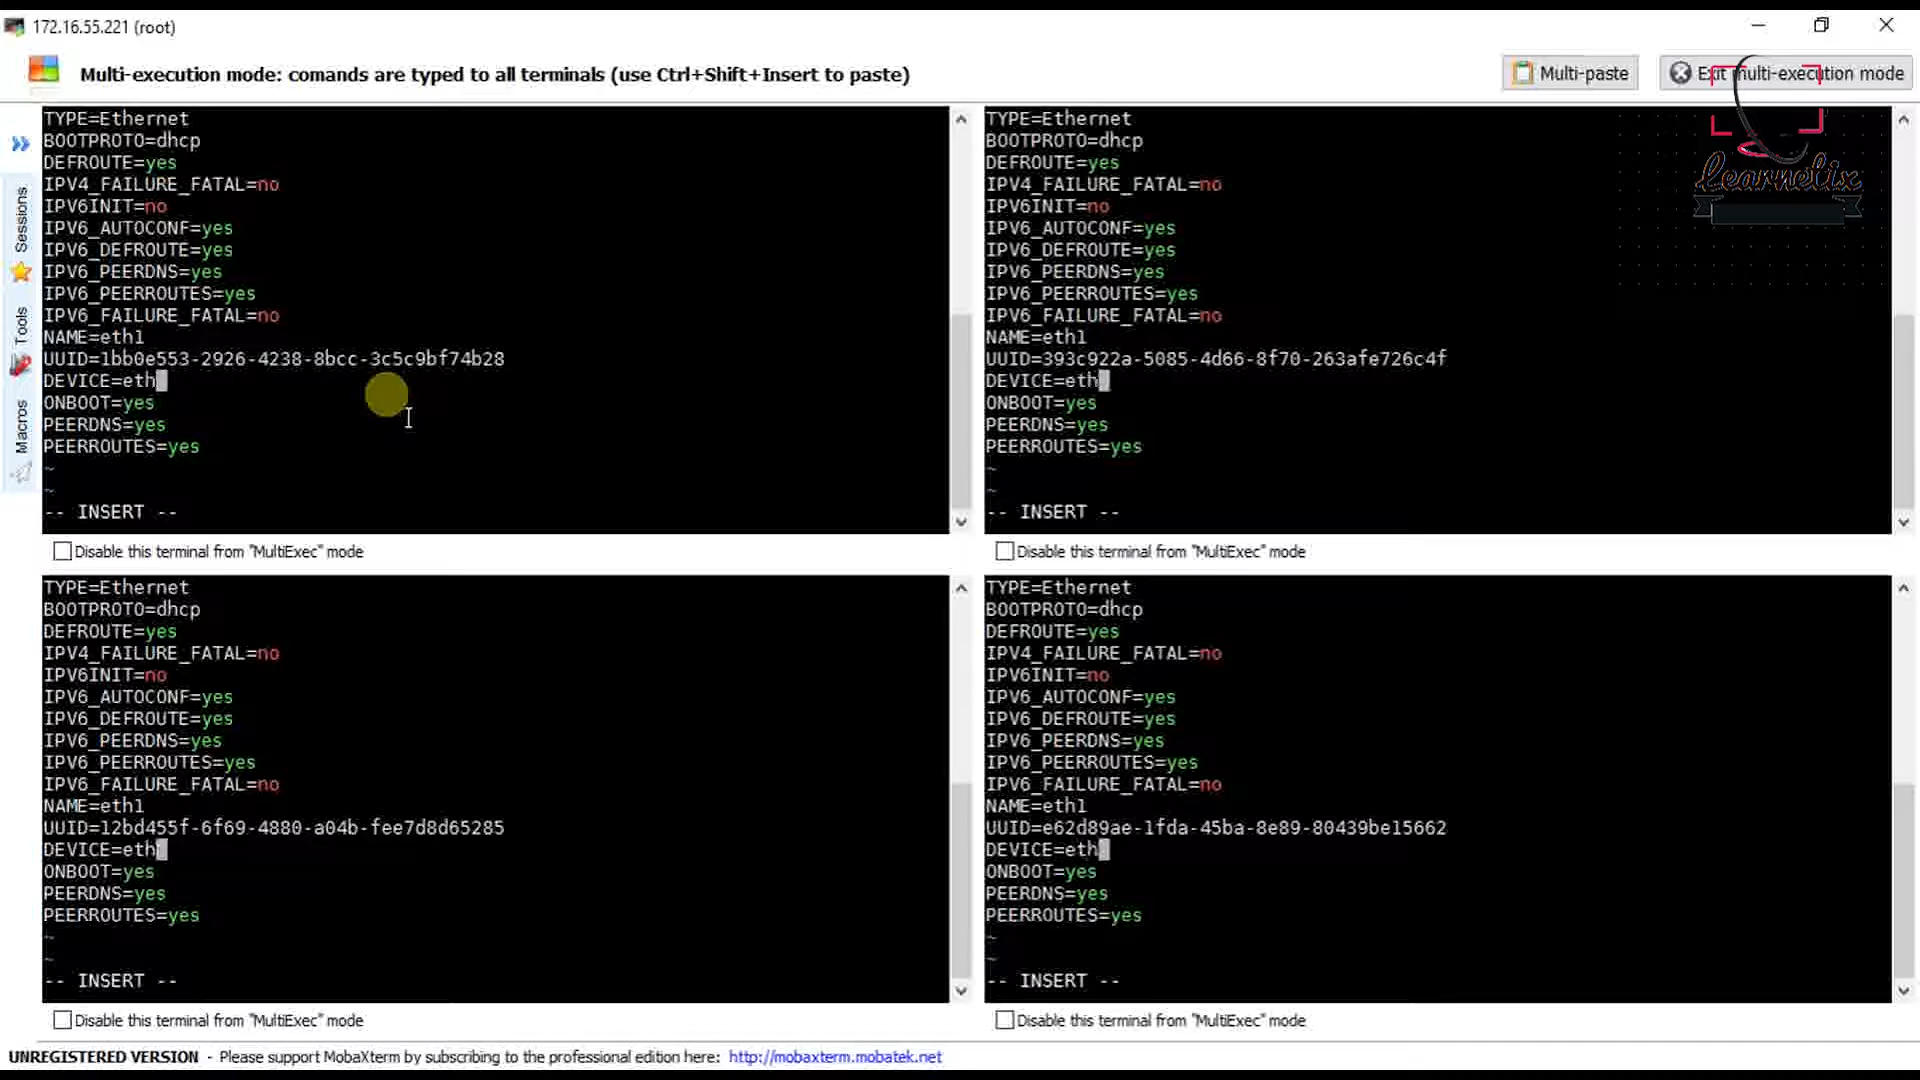 172.16.55.221 (root)
Multi-execution mode: comands are typed to all terminals (use Ctrl+Shift+Insert to paste)
Multi-paste
Exit multi-execution mode
Learnetix
Sessions
Tools
Macros
TYPE=Ethernet
BOOTPROTO=dhcp
DEFROUTE=yes
IPV4_FAILURE_FATAL=no
IPV6INIT=no
IPV6_AUTOCONF=yes
IPV6_DEFROUTE=yes
IPV6_PEERDNS=yes
IPV6_PEERROUTES=yes
IPV6_FAILURE_FATAL=no
NAME=eth1
UUID=1bb0e553-2926-4238-8bcc-3c5c9bf74b28
DEVICE=eth
ONBOOT=yes
PEERDNS=yes
PEERROUTES=yes
~
~
-- INSERT --
Disable this terminal from "MultiExec" mode
TYPE=Ethernet
BOOTPROTO=dhcp
DEFROUTE=yes
IPV4_FAILURE_FATAL=no
IPV6INIT=no
IPV6_AUTOCONF=yes
IPV6_DEFROUTE=yes
IPV6_PEERDNS=yes
IPV6_PEERROUTES=yes
IPV6_FAILURE_FATAL=no
NAME=eth1
UUID=393c922a-5085-4d66-8f70-263afe726c4f
DEVICE=eth
ONBOOT=yes
PEERDNS=yes
PEERROUTES=yes
~
~
-- INSERT --
Disable this terminal from "MultiExec" mode
TYPE=Ethernet
BOOTPROTO=dhcp
DEFROUTE=yes
IPV4_FAILURE_FATAL=no
IPV6INIT=no
IPV6_AUTOCONF=yes
IPV6_DEFROUTE=yes
IPV6_PEERDNS=yes
IPV6_PEERROUTES=yes
IPV6_FAILURE_FATAL=no
NAME=eth1
UUID=12bd455f-6f69-4880-a04b-fee7d8d65285
DEVICE=eth
ONBOOT=yes
PEERDNS=yes
PEERROUTES=yes
~
~
-- INSERT --
Disable this terminal from "MultiExec" mode
TYPE=Ethernet
BOOTPROTO=dhcp
DEFROUTE=yes
IPV4_FAILURE_FATAL=no
IPV6INIT=no
IPV6_AUTOCONF=yes
IPV6_DEFROUTE=yes
IPV6_PEERDNS=yes
IPV6_PEERROUTES=yes
IPV6_FAILURE_FATAL=no
NAME=eth1
UUID=e62d89ae-1fda-45ba-8e89-80439be15662
DEVICE=eth
ONBOOT=yes
PEERDNS=yes
PEERROUTES=yes
~
~
-- INSERT --
Disable this terminal from "MultiExec" mode
UNREGISTERED VERSION - Please support MobaXterm by subscribing to the professional edition here: http://mobaxterm.mobatek.net